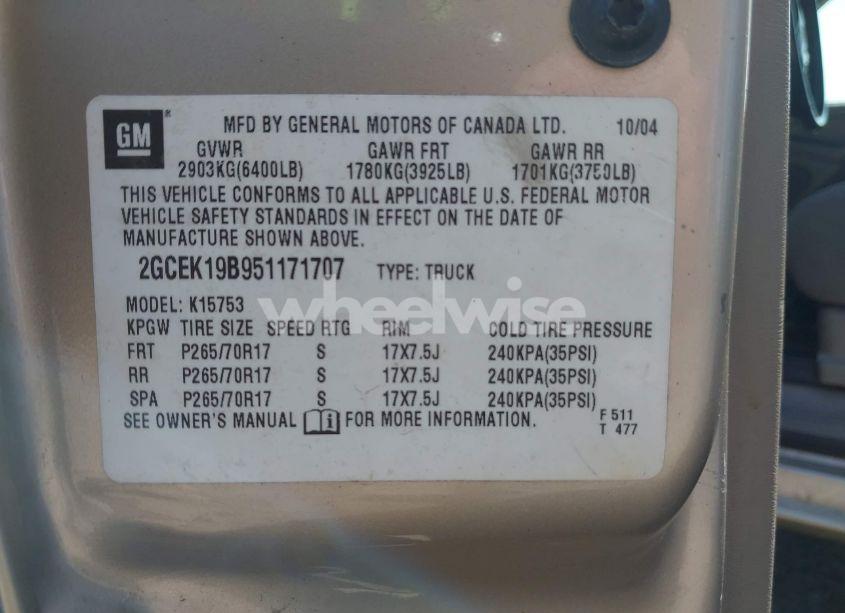 GM ®
MFD BY GENERAL MOTORS OF CANADA LTD. 10/04
GVWR GAWR FRT GAWR RR
2903KG(6400LB) 1780KG(3925LB) 1701KG(3750LB)
THIS VEHICLE CONFORMS TO ALL APPLICABLE U.S. FEDERAL MOTOR
VEHICLE SAFETY STANDARDS IN EFFECT ON THE DATE OF
MANUFACTURE SHOWN ABOVE.
2GCEK19B951171707 TYPE: TRUCK
wheelwise
MODEL: K15753
KPGW TIRE SIZE SPEED RTG RIM COLD TIRE PRESSURE
FRT P265/70R17 S 17X7.5J 240KPA(35PSI)
RR P265/70R17 S 17X7.5J 240KPA(35PSI)
SPA P265/70R17 S 17X7.5J 240KPA(35PSI)
SEE OWNER'S MANUAL i FOR MORE INFORMATION.
F 511
T 477